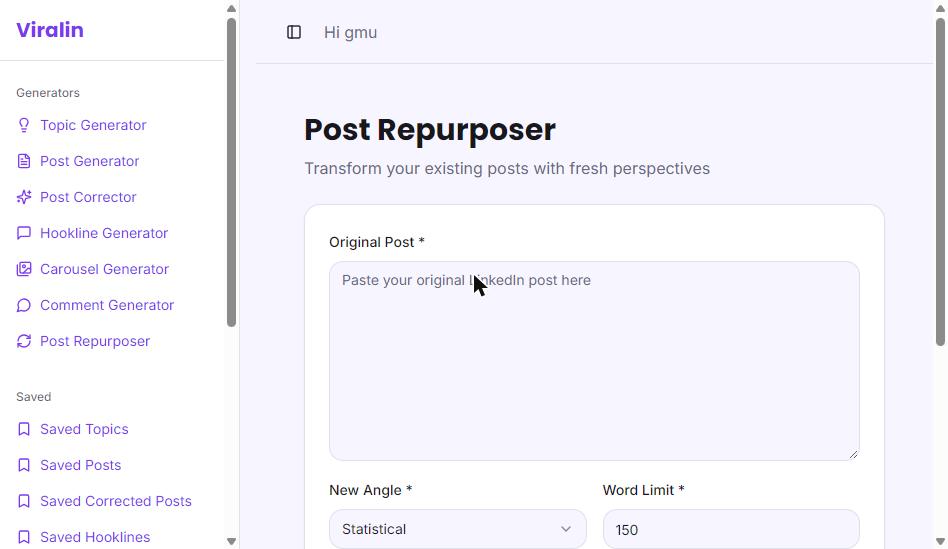 Viralin
Hi gmu
Generators
Topic Generator
Post Generator
Post Corrector
Hookline Generator
Carousel Generator
Comment Generator
Post Repurposer
Saved
Saved Topics
Saved Posts
Saved Corrected Posts
Saved Hooklines
Post Repurposer
Transform your existing posts with fresh perspectives
Original Post *
Paste your original LinkedIn post here
New Angle *
Statistical
Word Limit *
150